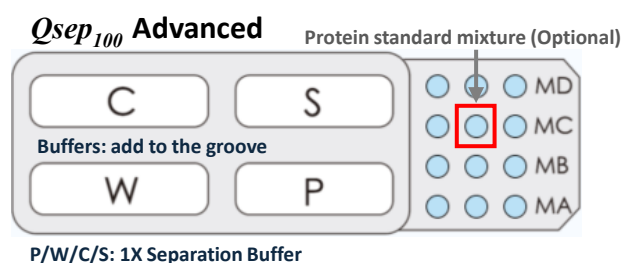 Qsep100 Advanced
Protein standard mixture (Optional)
C
S
MD
MC
Buffers: add to the groove
W
P
MB
MA
P/W/C/S: 1X Separation Buffer